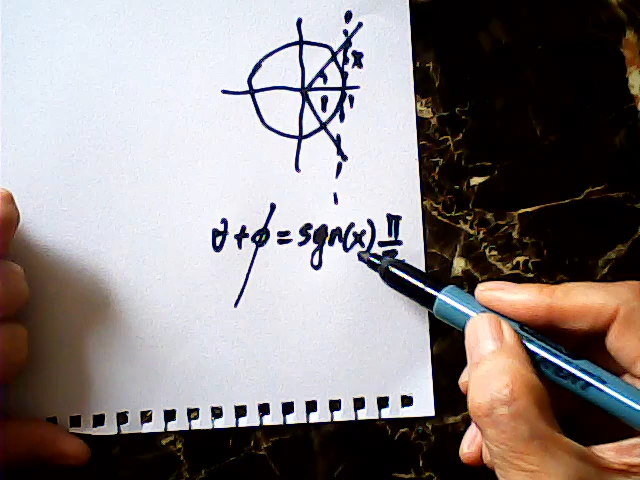 x
1
θ + φ = sgn(x) π/2